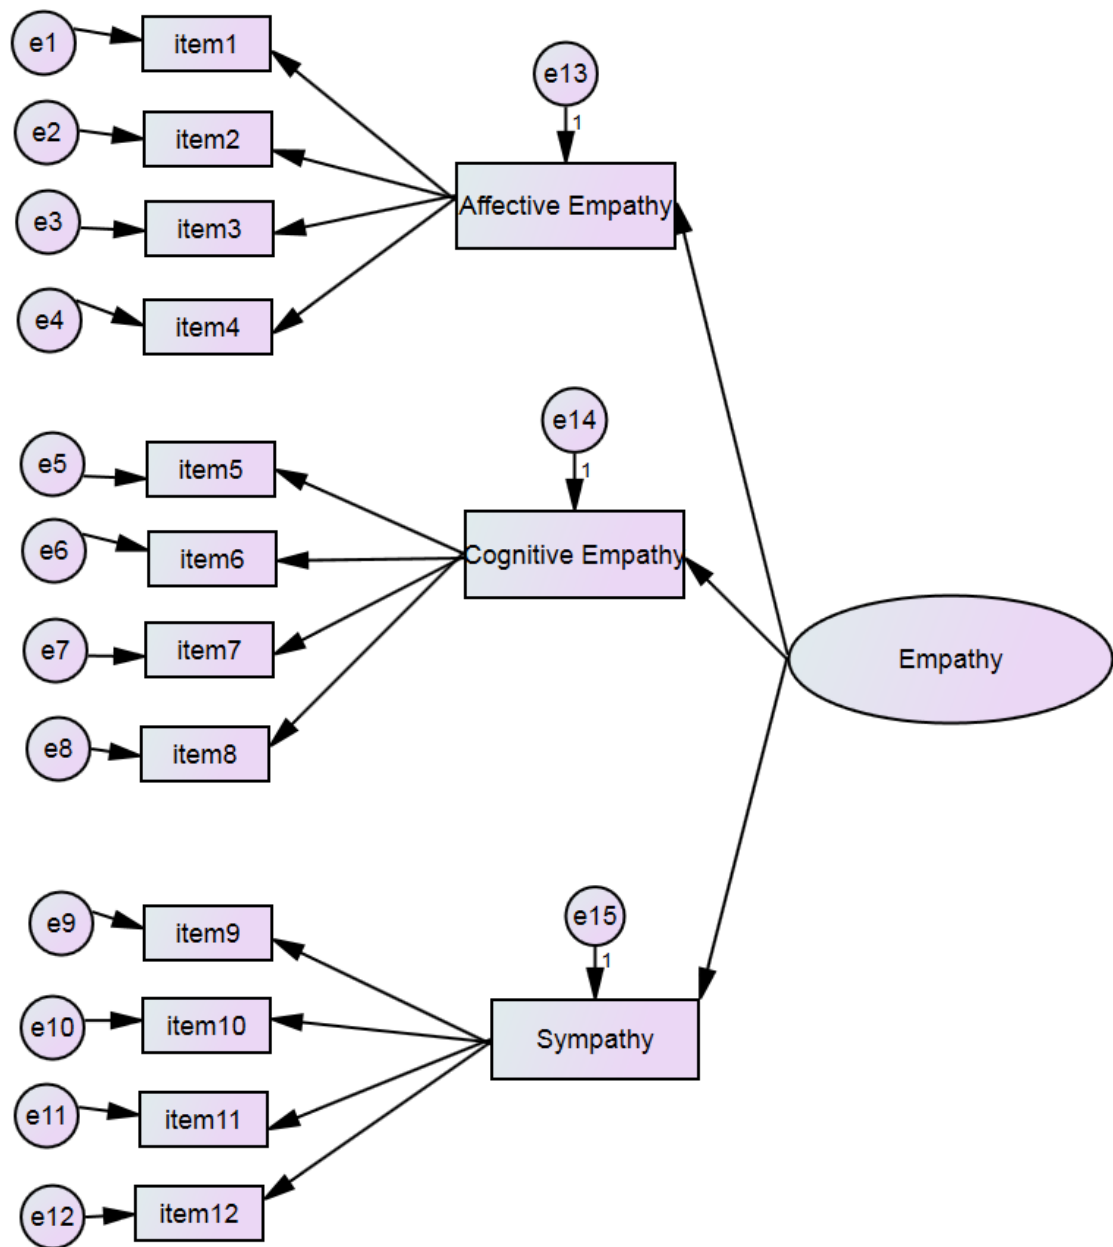 e1
item1
e2
item2
e3
item3
e4
item4
e13
1
Affective Empathy
e5
item5
e6
item6
e7
item7
e8
item8
e14
1
Cognitive Empathy
Empathy
e9
item9
e10
item10
e11
item11
e12
item12
e15
1
Sympathy